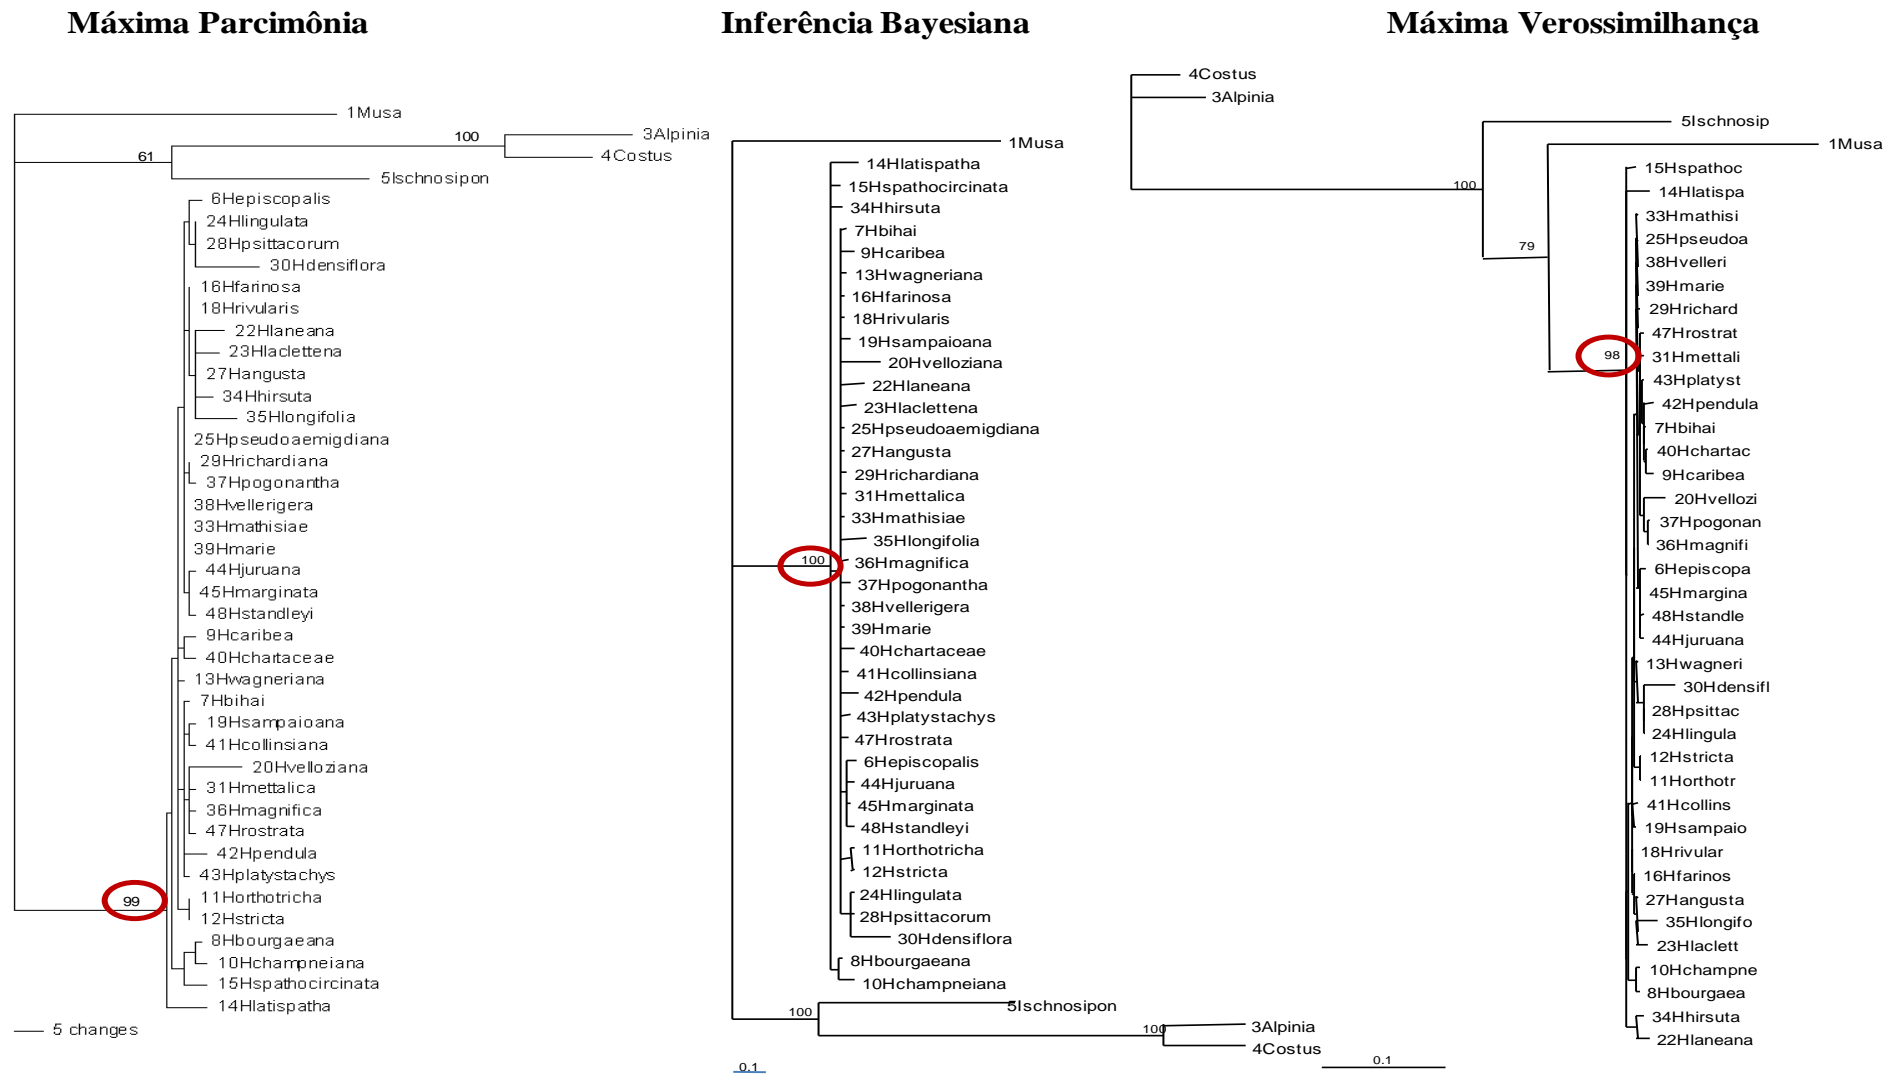 Máxima Parcimônia
1Musa
100
3Alpinia
61
4Costus
5Ischnosipon
6Hepiscopalis
24Hlingulata
28Hpsittacorum
30Hdensiflora
16Hfarinosa
18Hrivularis
22Hlaneana
23Hlaclettena
27Hangusta
34Hhirsuta
35Hlongifolia
25Hpseudoaemigdiana
29Hrichardiana
37Hpogonantha
38Hvellerigera
33Hmathisiae
39Hmarie
44Hjuruana
45Hmarginata
48Hstandleyi
9Hcaribea
40Hchartaceae
13Hwagneriana
7Hbihai
19Hsampaioana
41Hcollinsiana
20Hvelloziana
31Hmettalica
36Hmagnifica
47Hrostrata
42Hpendula
43Hplatystachys
99
11Horthotricha
12Hstricta
8Hbourgaeana
10Hchampneiana
15Hspathocircinata
14Hlatispatha
5 changes
Inferência Bayesiana
1Musa
14Hlatispatha
15Hspathocircinata
34Hhirsuta
7Hbihai
9Hcaribea
13Hwagneriana
16Hfarinosa
18Hrivularis
19Hsampaioana
20Hvelloziana
22Hlaneana
23Hlaclettena
25Hpseudoaemigdiana
27Hangusta
29Hrichardiana
31Hmettalica
33Hmathisiae
35Hlongifolia
100
36Hmagnifica
37Hpogonantha
38Hvellerigera
39Hmarie
40Hchartaceae
41Hcollinsiana
42Hpendula
43Hplatystachys
47Hrostrata
6Hepiscopalis
44Hjuruana
45Hmarginata
48Hstandleyi
11Horthotricha
12Hstricta
24Hlingulata
28Hpsittacorum
30Hdensiflora
8Hbourgaeana
10Hchampneiana
5Ischnosipon
100
100
3Alpinia
4Costus
0.1
Máxima Verossimilhança
4Costus
3Alpinia
5Ischnosip
1Musa
15Hspathoc
100
14Hlatispa
33Hmathisi
25Hpseudoa
79
38Hvelleri
39Hmarie
29Hrichard
47Hrostrat
98
31Hmettali
43Hplatyst
42Hpendula
7Hbihai
40Hchartac
9Hcaribea
20Hvellozi
37Hpogonan
36Hmagnifi
6Hepiscopa
45Hmargina
48Hstandle
44Hjuruana
13Hwagneri
30Hdensifl
28Hpsittac
24Hlingula
12Hstricta
11Horthotr
41Hcollins
19Hsampaio
18Hrivular
16Hfarinos
27Hangusta
35Hlongifo
23Hlaclett
10Hchampne
8Hbourgaea
34Hhirsuta
22Hlaneana
0.1